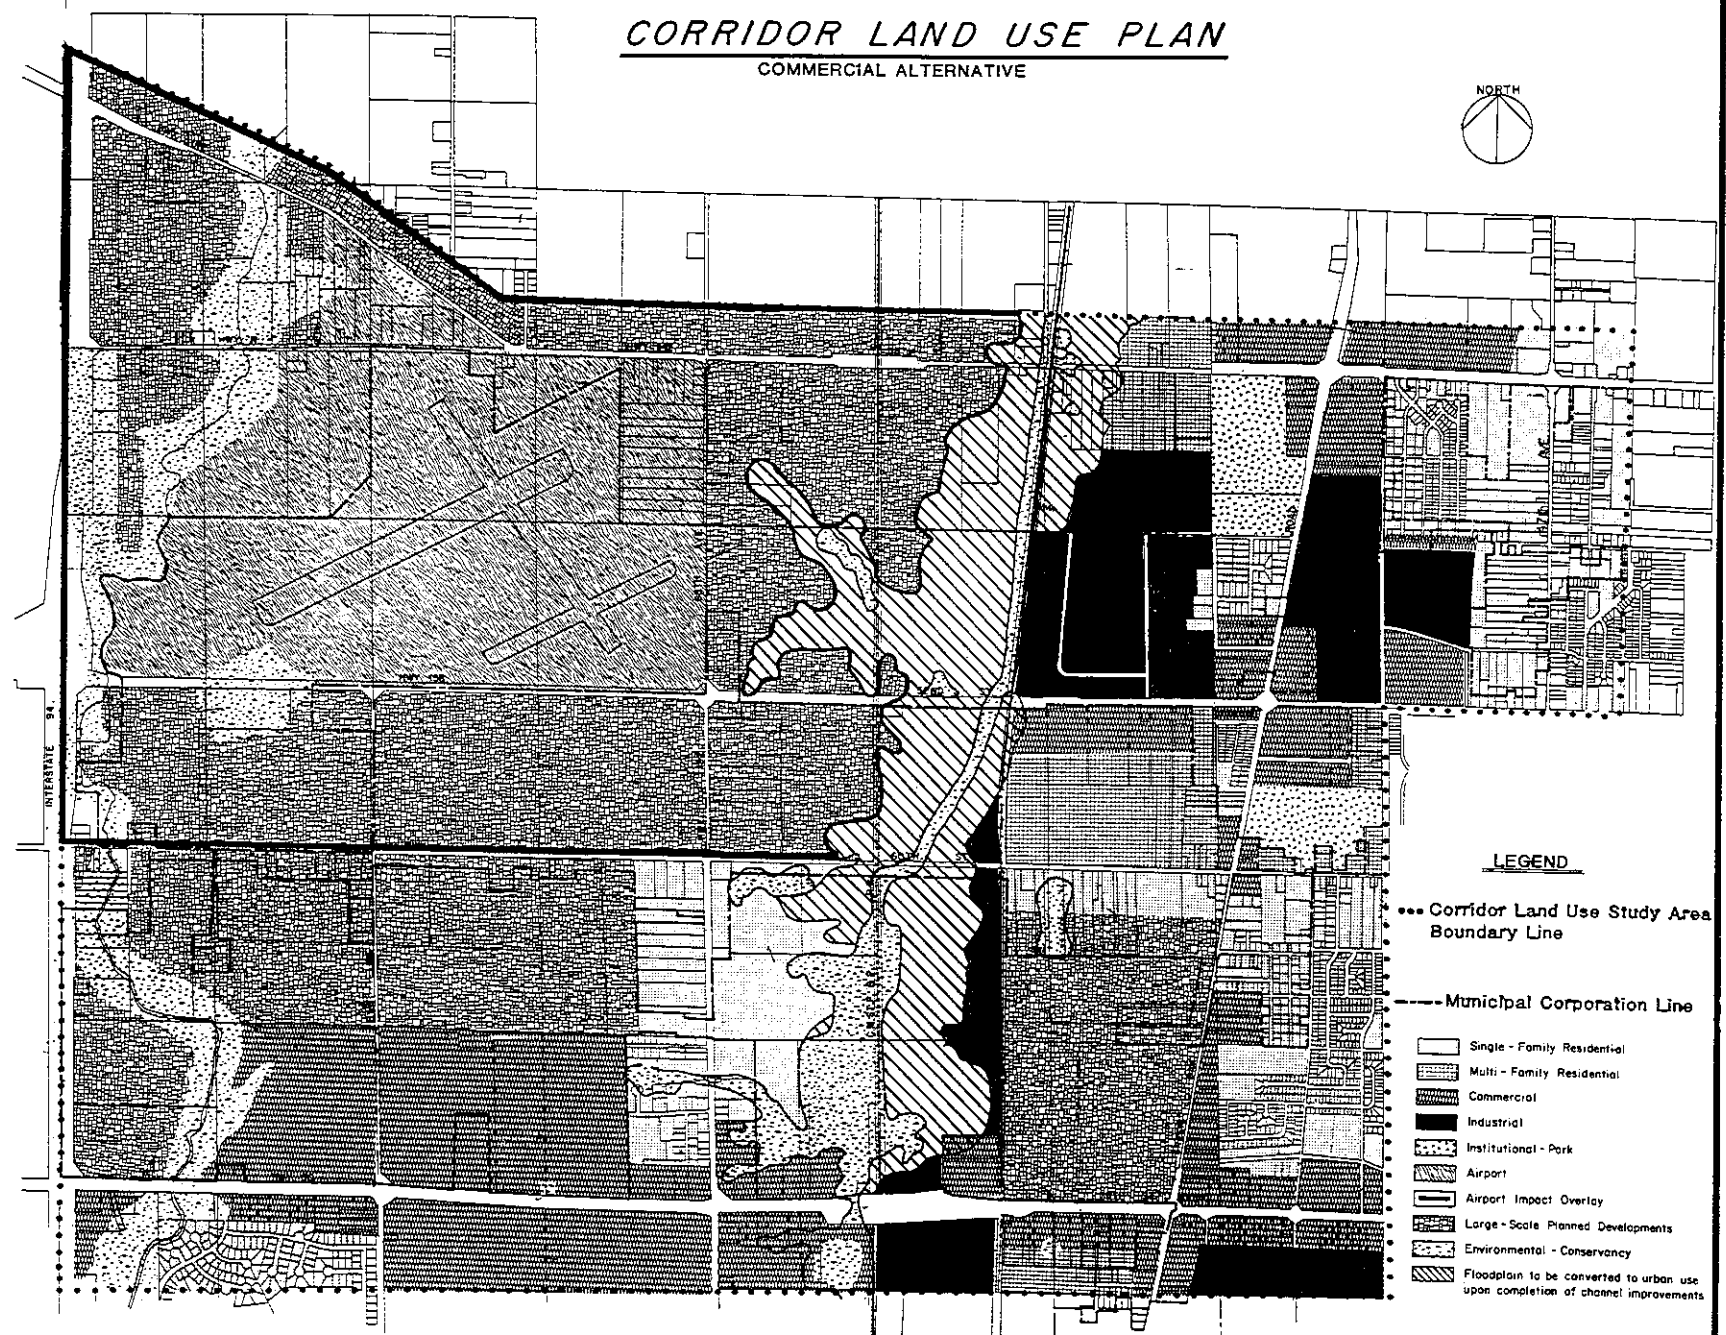 CORRIDOR LAND USE PLAN
COMMERCIAL ALTERNATIVE
NORTH
INTERSTATE 94
LEGEND
Corridor Land Use Study Area
Boundary Line
Municipal Corporation Line
Single - Family Residential
Multi - Family Residential
Commercial
Industrial
Institutional - Park
Airport
Airport Impact Overlay
Large - Scale Planned Developments
Environmental - Conservancy
Floodplain to be converted to urban use
upon completion of channel improvements